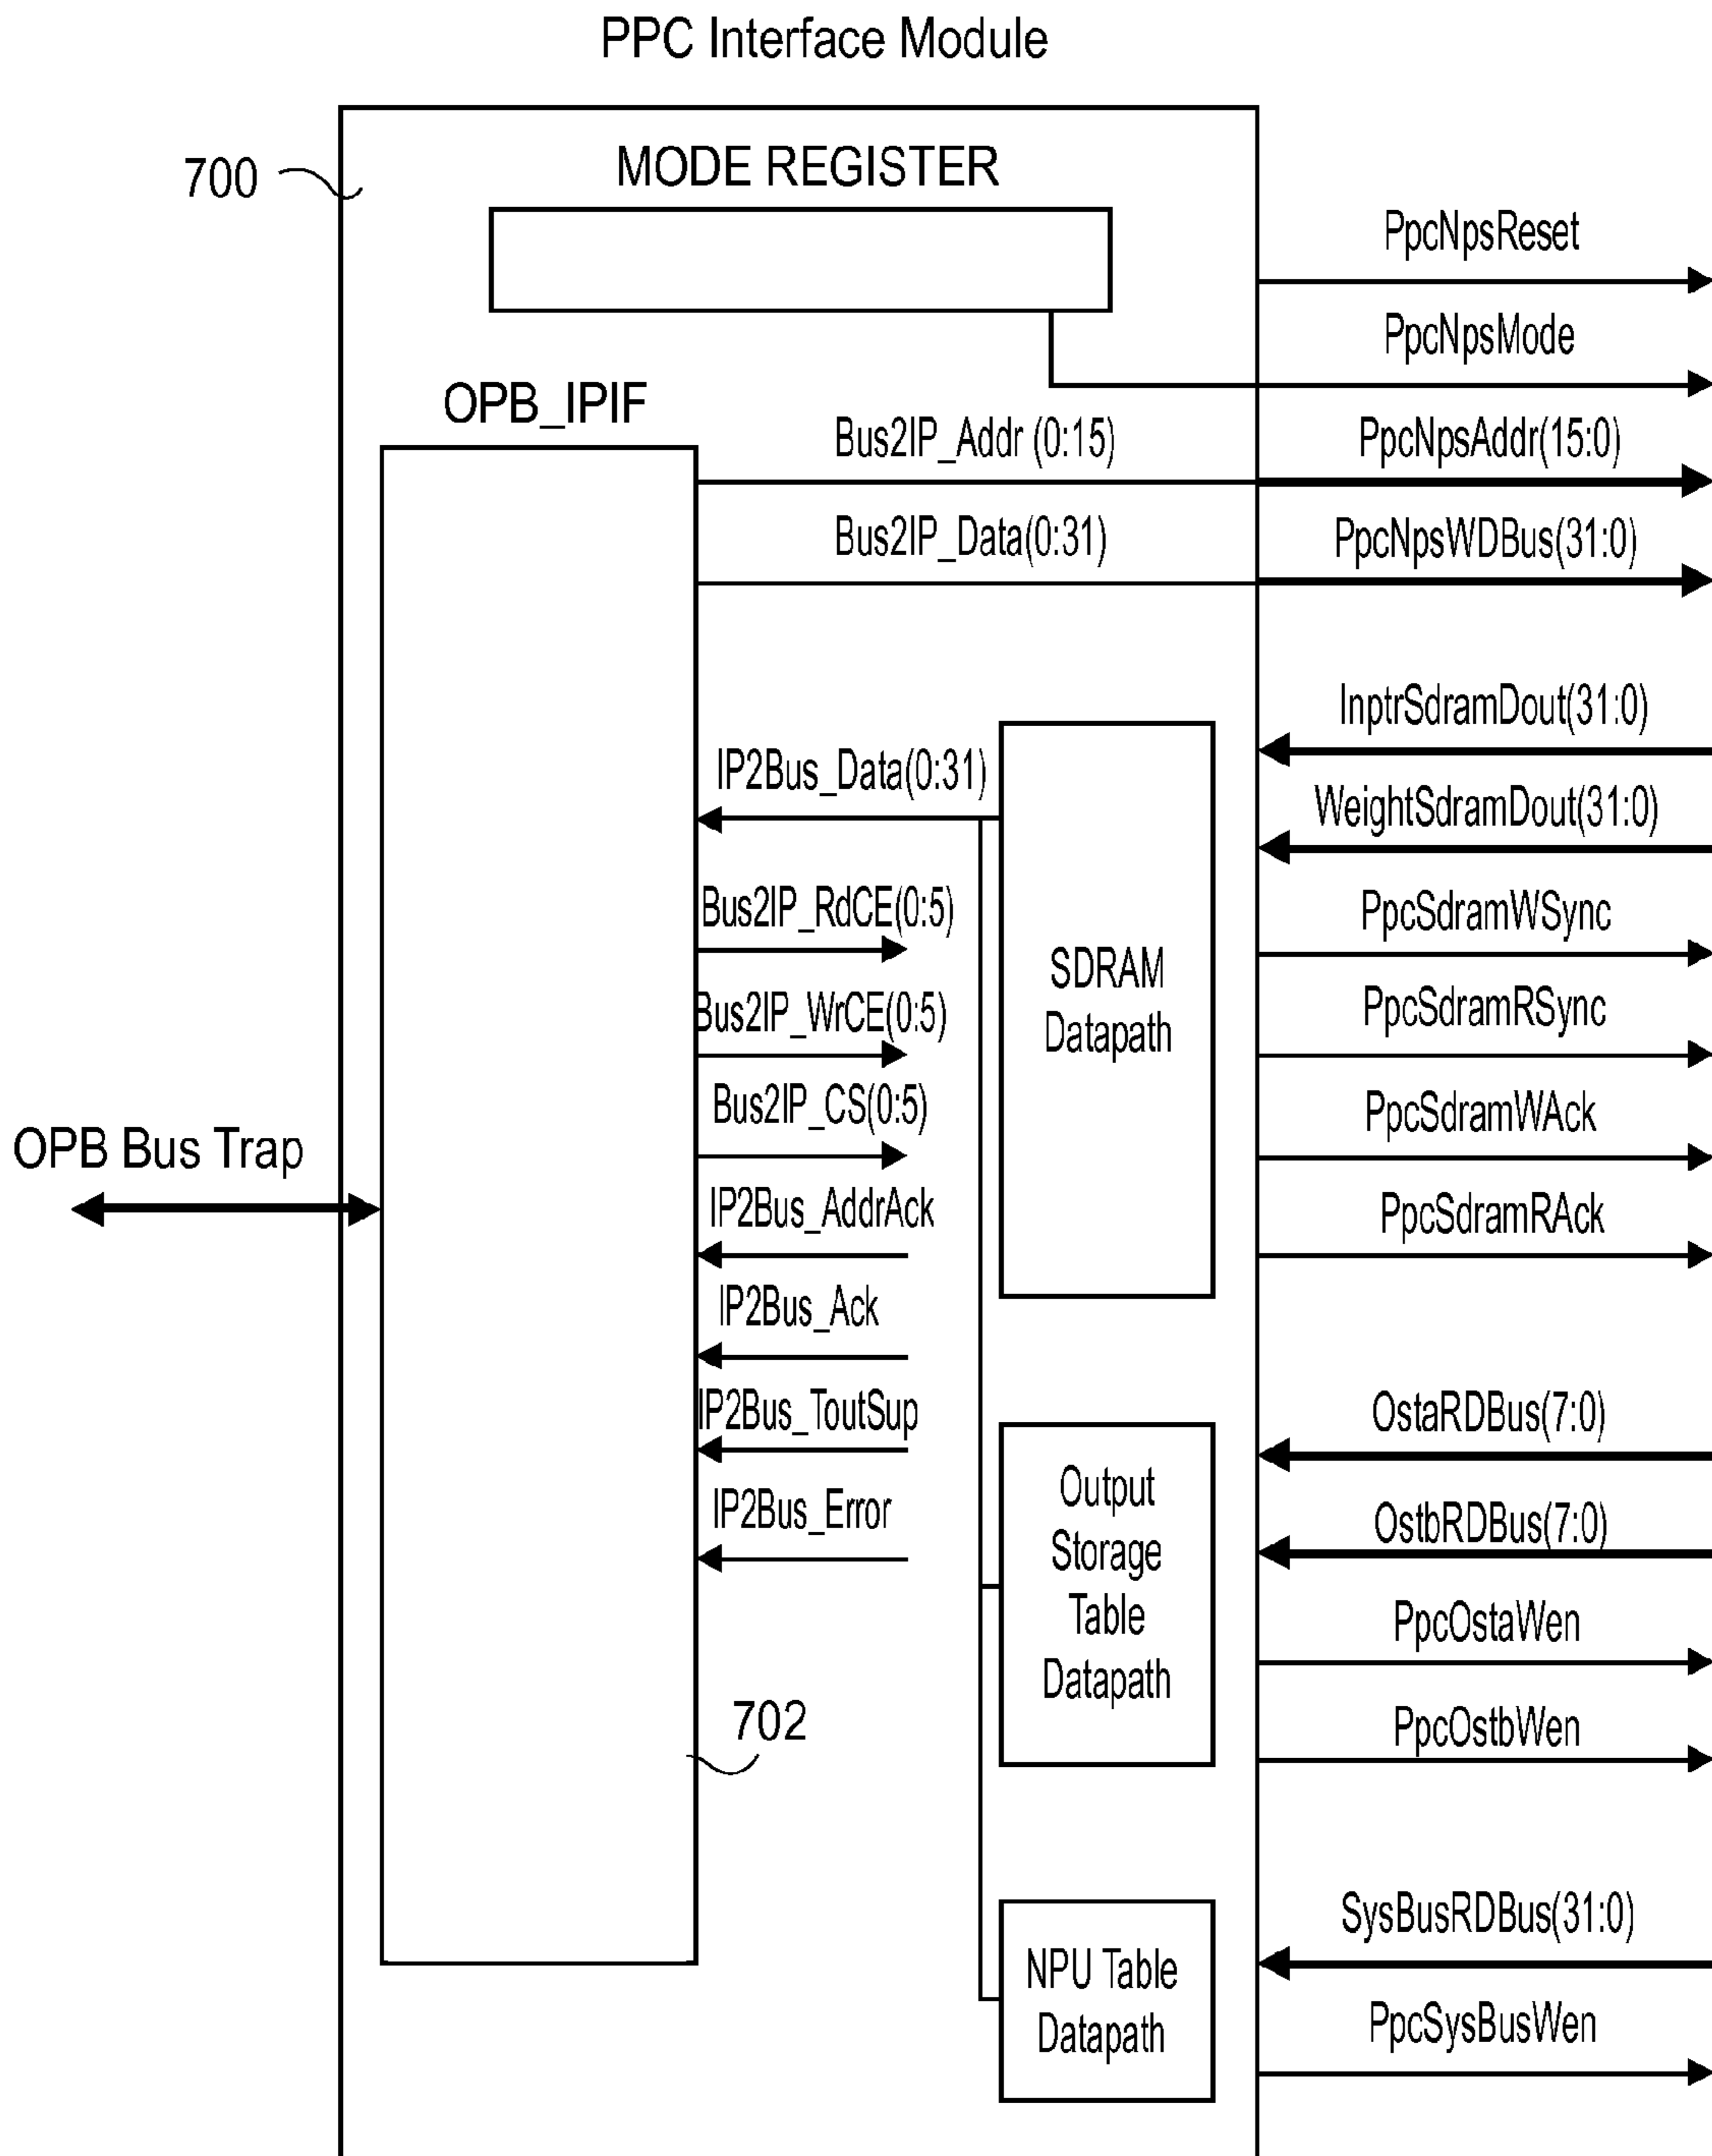 PPC Interface Module
700
MODE REGISTER
PpcNpsReset
PpcNpsMode
OPB_IPIF
Bus2IP_Addr (0:15)
PpcNpsAddr(15:0)
Bus2IP_Data(0:31)
PpcNpsWDBus(31:0)
InptrSdramDout(31:0)
IP2Bus_Data(0:31)
WeightSdramDout(31:0)
Bus2IP_RdCE(0:5)
PpcSdramWSync
SDRAM
Datapath
Bus2IP_WrCE(0:5)
PpcSdramRSync
Bus2IP_CS(0:5)
PpcSdramWAck
OPB Bus Trap
IP2Bus_AddrAck
PpcSdramRAck
IP2Bus_Ack
IP2Bus_ToutSup
OstaRDBus(7:0)
IP2Bus_Error
Output
Storage
Table
Datapath
OstbRDBus(7:0)
PpcOstaWen
702
PpcOstbWen
SysBusRDBus(31:0)
NPU Table
Datapath
PpcSysBusWen